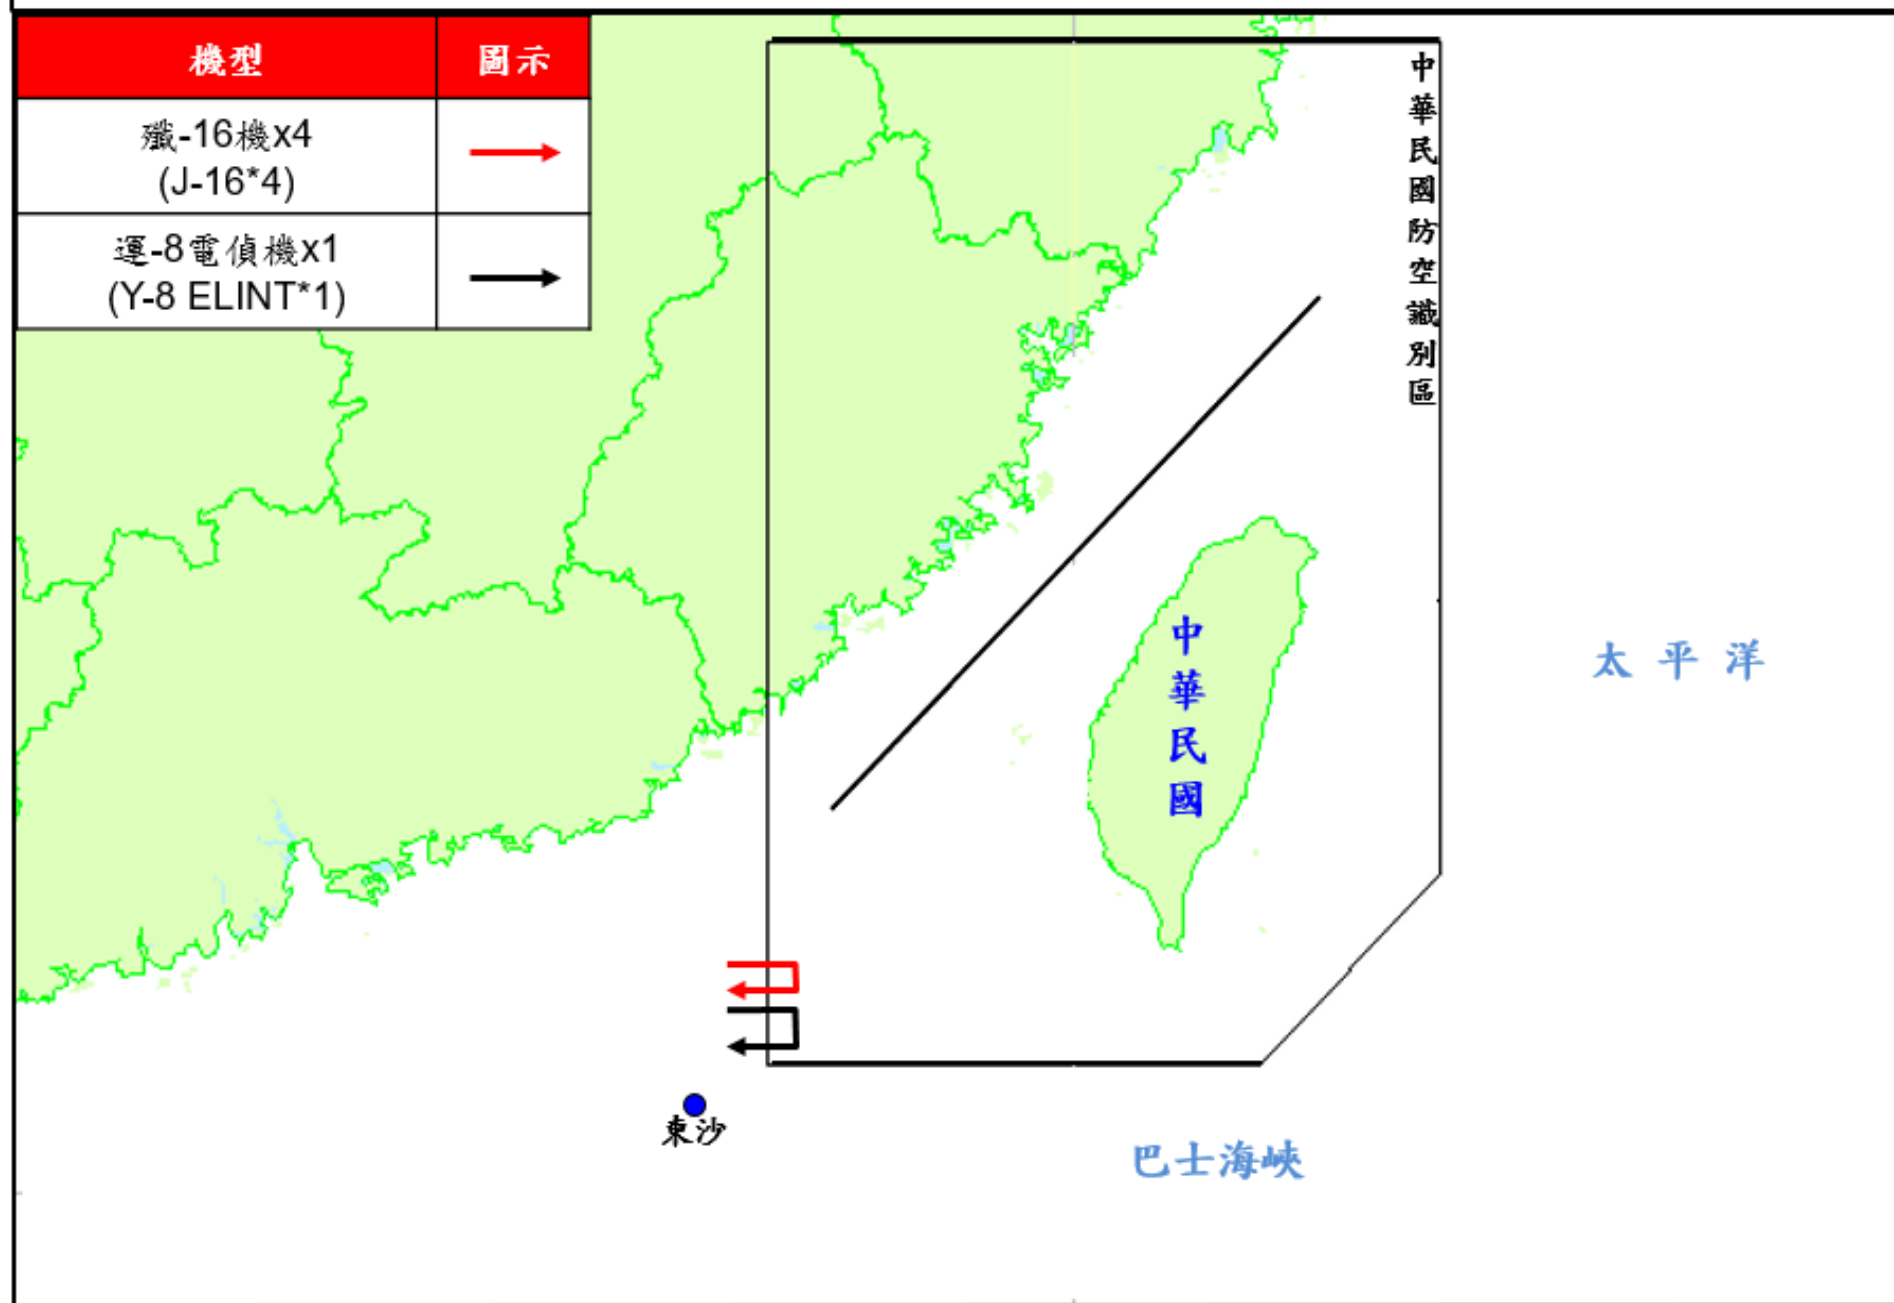 機型
圖示
殲-16機x4
(J-16*4)
運-8電偵機x1
(Y-8 ELINT*1)
中華民國防空識別區
中華民國
太平洋
東沙
巴士海峽